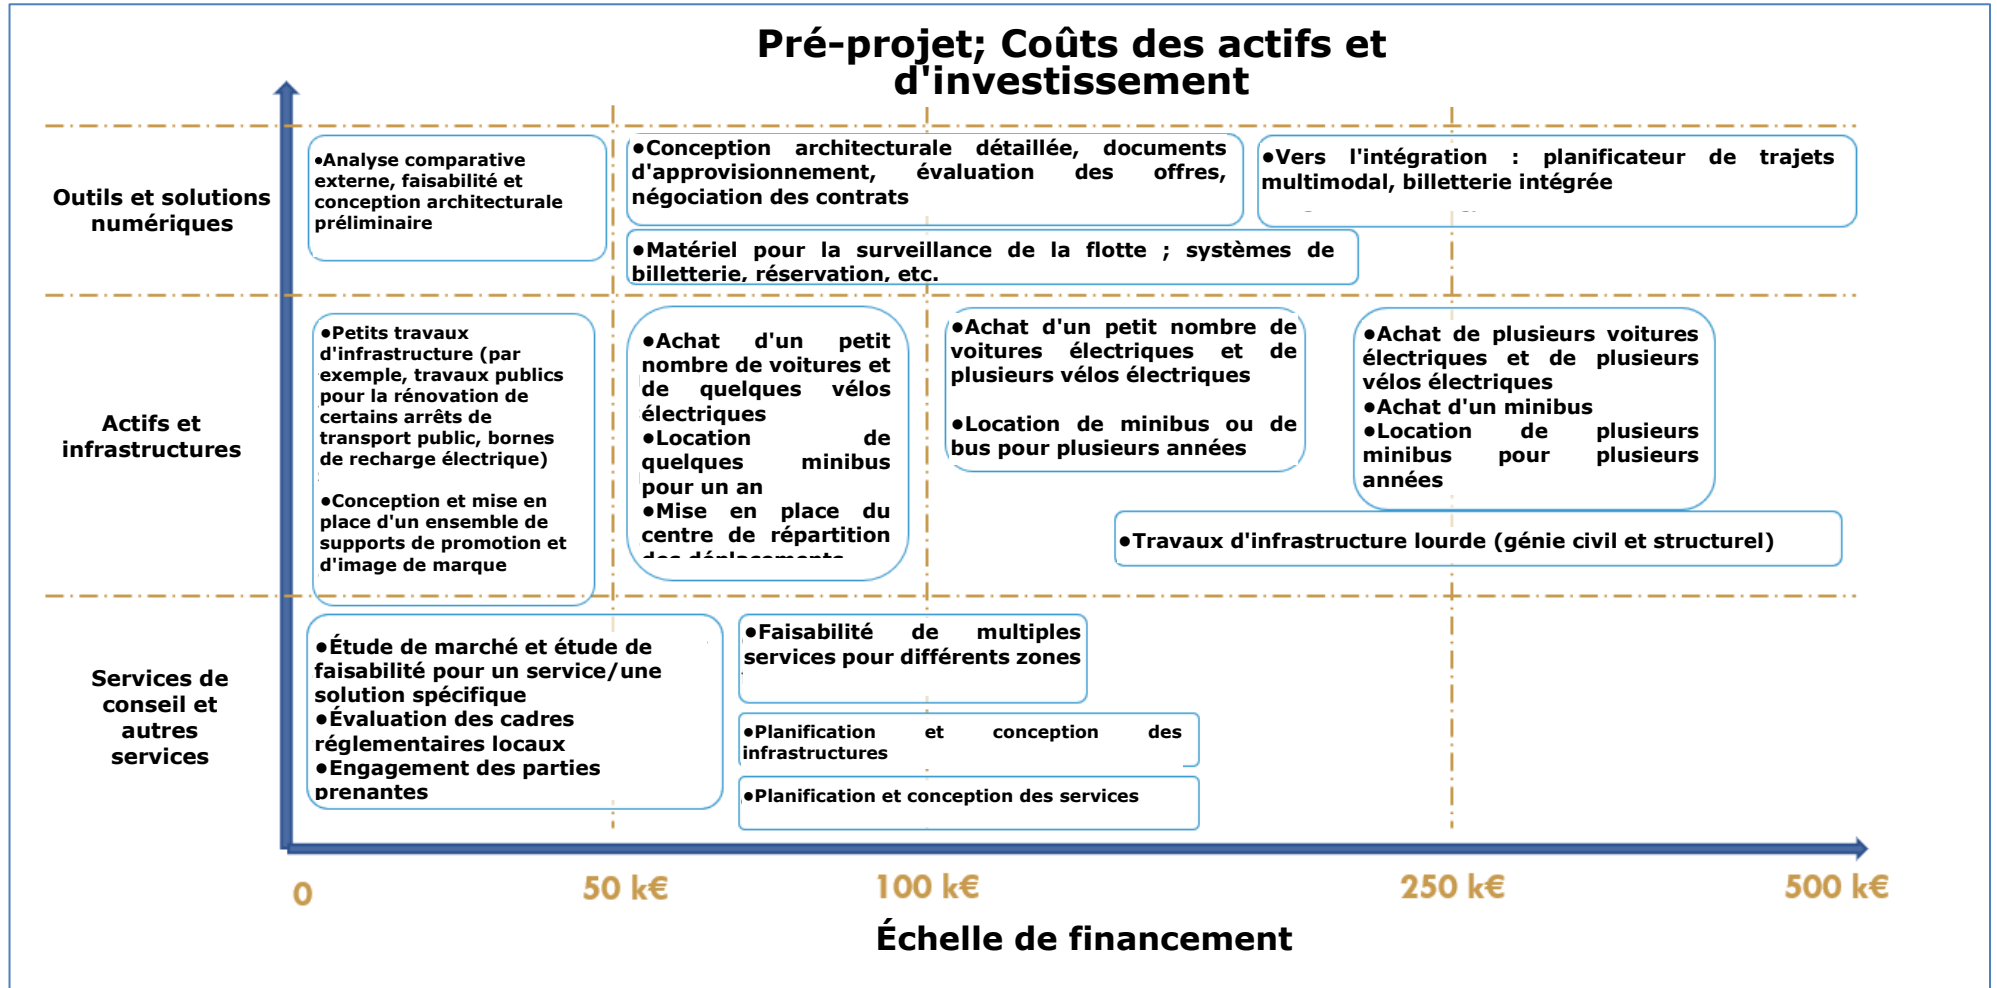 Pré-projet; Coûts des actifs et
d'investissement
Outils et solutions
numériques
●Analyse comparative
externe, faisabilité et
conception architecturale
préliminaire
●Conception architecturale détaillée, documents
d'approvisionnement, évaluation des offres,
négociation des contrats
●Vers l'intégration : planificateur de trajets
multimodal, billetterie intégrée
●Matériel pour la surveillance de la flotte ; systèmes de
billetterie, réservation, etc.
Actifs et
infrastructures
●Petits travaux
d'infrastructure (par
exemple, travaux publics
pour la rénovation de
certains arrêts de
transport public, bornes
de recharge électrique)
●Conception et mise en
place d'un ensemble de
supports de promotion et
d'image de marque
●Achat d'un petit
nombre de voitures et
de quelques vélos
électriques
●Location de
quelques minibus
pour un an
●Mise en place du
centre de répartition
des déplacements
●Achat d'un petit nombre de
voitures électriques et de
plusieurs vélos électriques
●Location de minibus ou de
bus pour plusieurs années
●Achat de plusieurs voitures
électriques et de plusieurs
vélos électriques
●Achat d'un minibus
●Location de plusieurs
minibus pour plusieurs
années
●Travaux d'infrastructure lourde (génie civil et structurel)
Services de
conseil et
autres
services
●Étude de marché et étude de
faisabilité pour un service/une
solution spécifique
●Évaluation des cadres
réglementaires locaux
●Engagement des parties
prenantes
●Faisabilité de multiples
services pour différents zones
●Planification et conception des
infrastructures
●Planification et conception des services
0
50 k€
100 k€
250 k€
500 k€
Échelle de financement